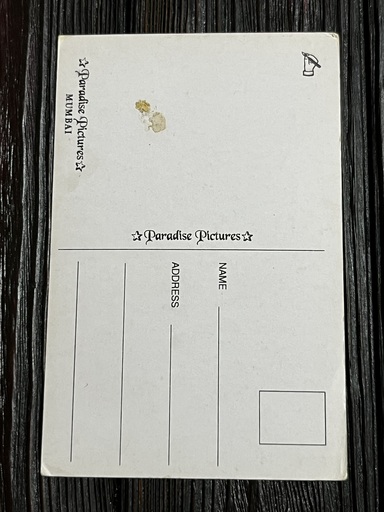 ☆Paradise Pictures☆
MUMBAI
☆Paradise Pictures☆
NAME
ADDRESS